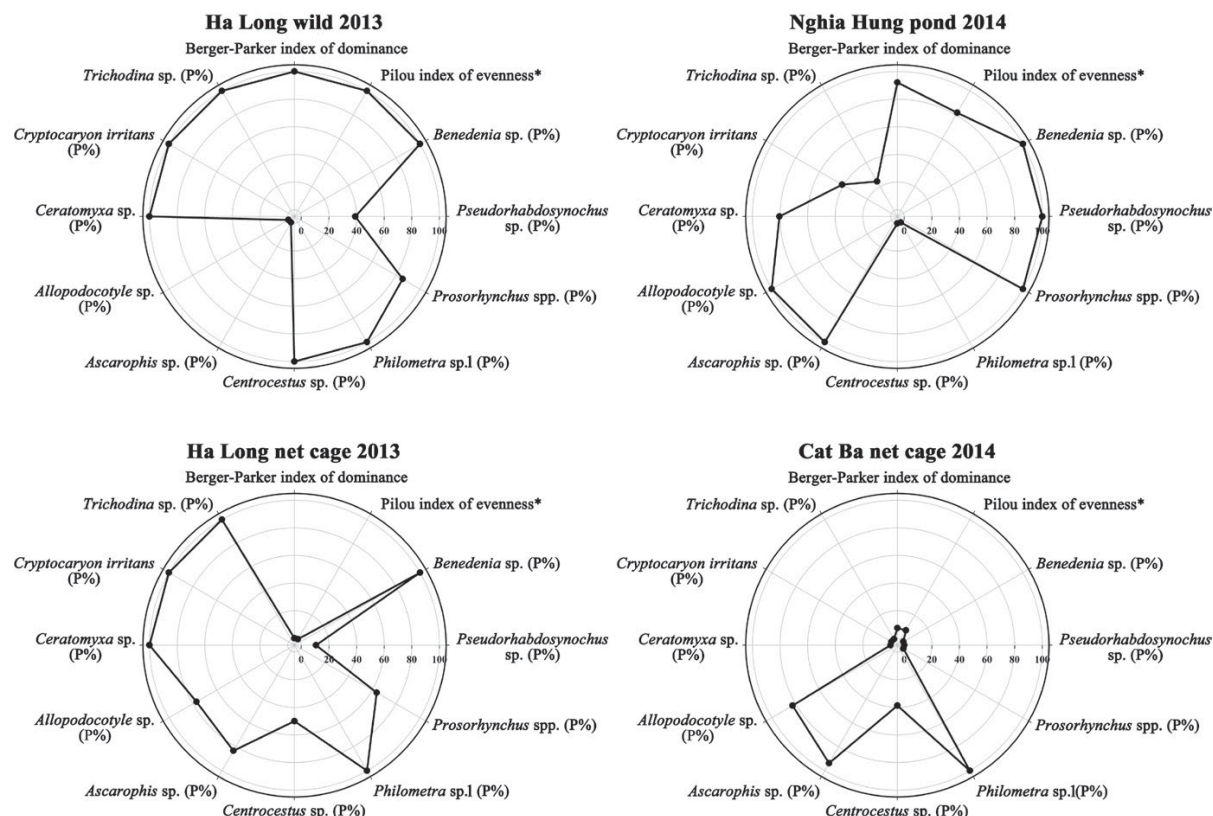 Ha Long wild 2013
Berger-Parker index of dominance
Trichodina sp. (P%)
Pilou index of evenness*
Cryptocaryon irritans
(P%)
Benedenia sp. (P%)
Ceratomyxa sp.
(P%)
Pseudorhabdosynochus
sp. (P%)
0 20 40 60 80 100
Allopodocotyle sp.
(P%)
Prosorhynchus spp. (P%)
Ascarophis sp. (P%)
Philometra sp.l (P%)
Centrocestus sp. (P%)
Nghia Hung pond 2014
Berger-Parker index of dominance
Trichodina sp. (P%)
Pilou index of evenness*
Cryptocaryon irritans
(P%)
Benedenia sp. (P%)
Ceratomyxa sp.
(P%)
Pseudorhabdosynochus
sp. (P%)
0 20 40 60 80 100
Allopodocotyle sp.
(P%)
Prosorhynchus spp. (P%)
Ascarophis sp. (P%)
Philometra sp.l (P%)
Centrocestus sp. (P%)
Ha Long net cage 2013
Berger-Parker index of dominance
Trichodina sp. (P%)
Pilou index of evenness*
Cryptocaryon irritans
(P%)
Benedenia sp. (P%)
Ceratomyxa sp.
(P%)
Pseudorhabdosynochus
sp. (P%)
0 20 40 60 80 100
Allopodocotyle sp.
(P%)
Prosorhynchus spp. (P%)
Ascarophis sp. (P%)
Philometra sp.l (P%)
Centrocestus sp. (P%)
Cat Ba net cage 2014
Berger-Parker index of dominance
Trichodina sp. (P%)
Pilou index of evenness*
Cryptocaryon irritans
(P%)
Benedenia sp. (P%)
Ceratomyxa sp.
(P%)
Pseudorhabdosynochus
sp. (P%)
0 20 40 60 80 100
Allopodocotyle sp.
(P%)
Prosorhynchus spp. (P%)
Ascarophis sp. (P%)
Philometra sp.l(P%)
Centrocestus sp. (P%)